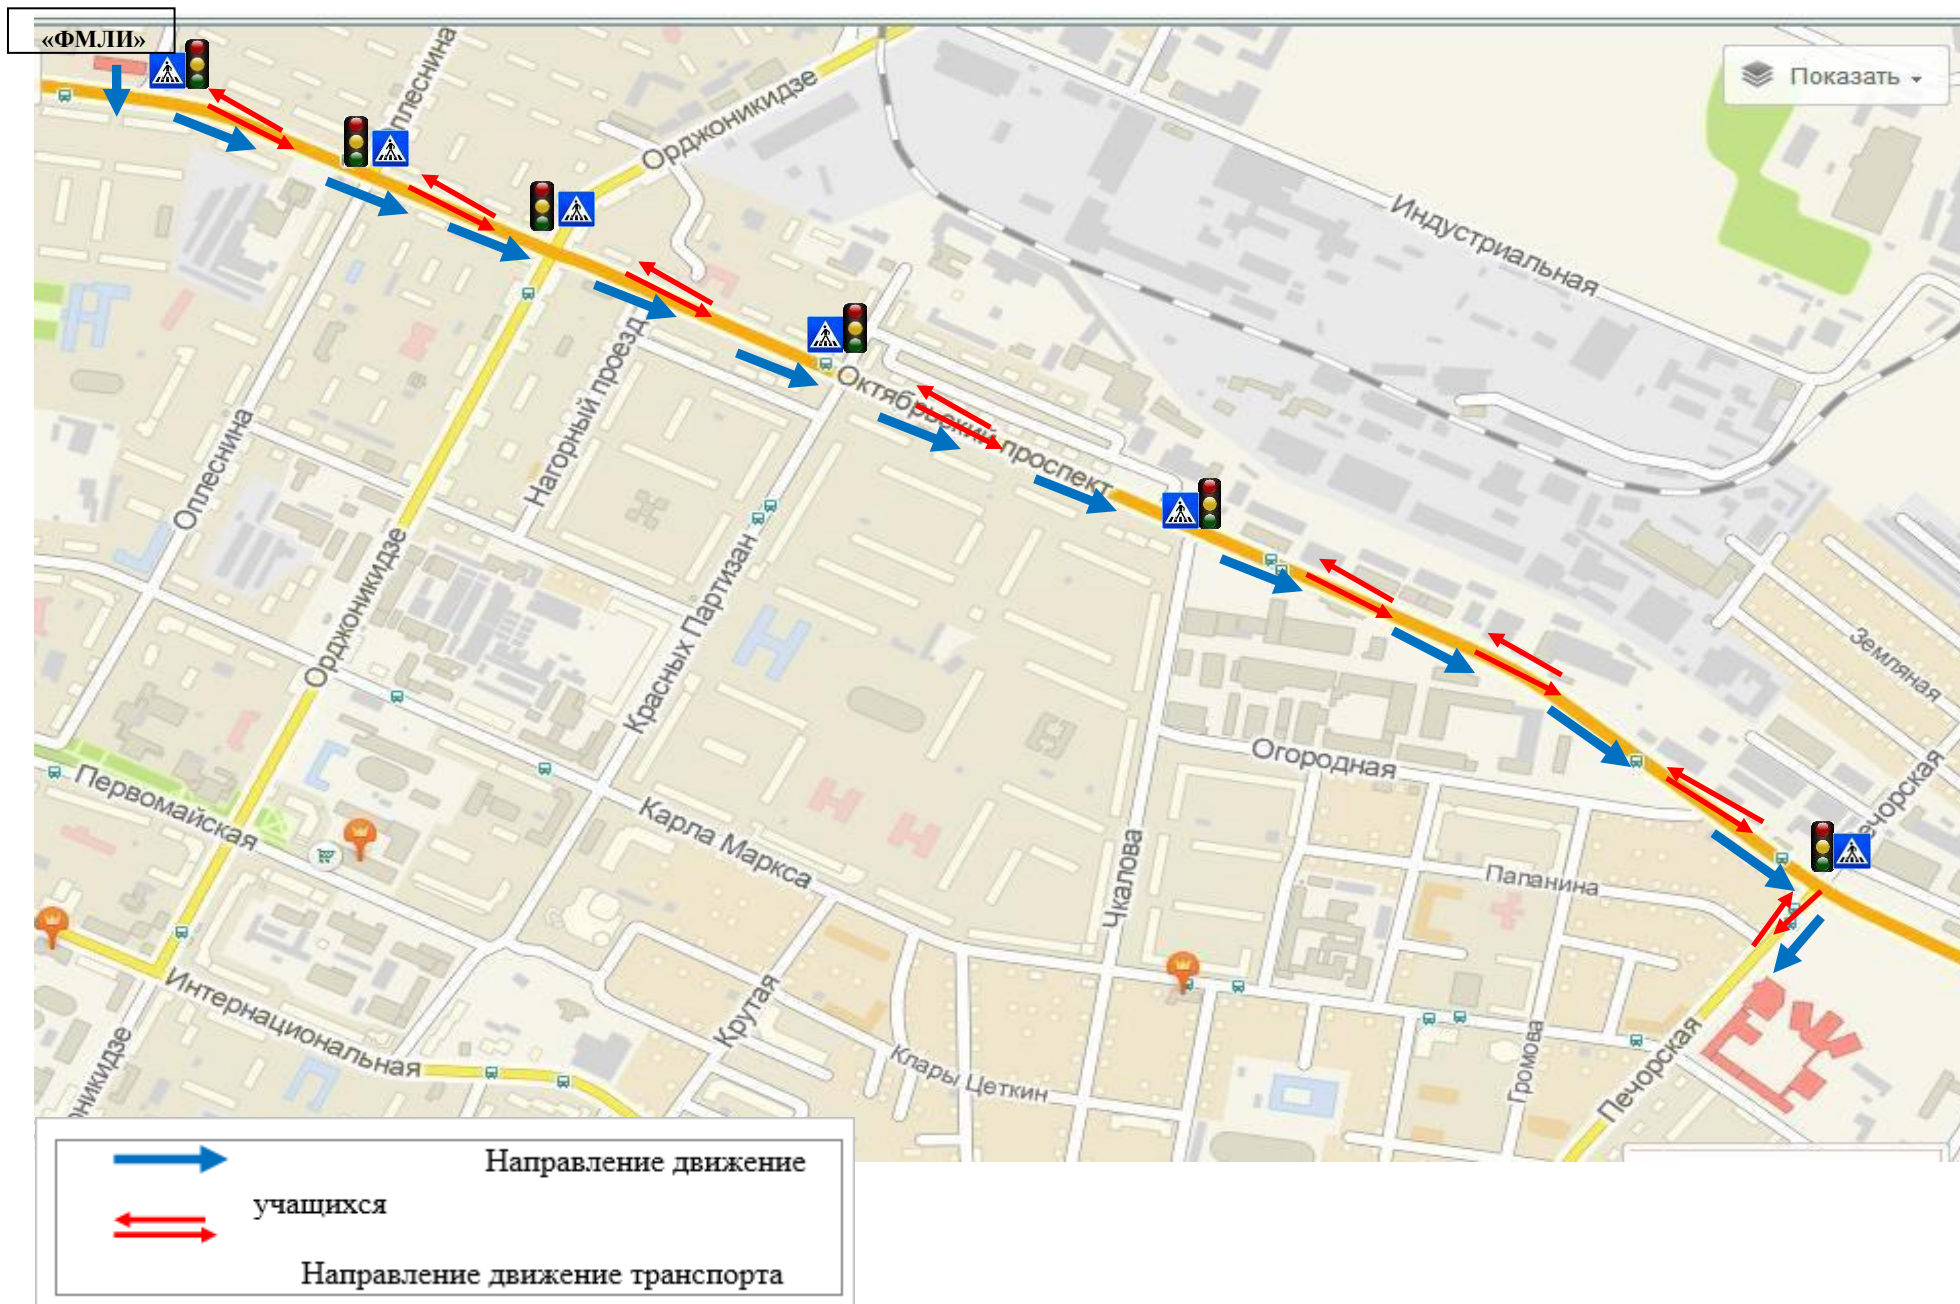 «ФМЛИ»
Показать
Оплеснина
Орджоникидзе
Индустриальная
Нагорный проезд
Октябрьский проспект
Оплеснина
Орджоникидзе
Красных Партизан
Земляная
Огородная
Печорская
Первомайская
Карла Маркса
Чкалова
Папанина
Интернациональная
Крутая
Клары Цеткин
Громова
Печорская
Направление движение
учащихся
Направление движение транспорта